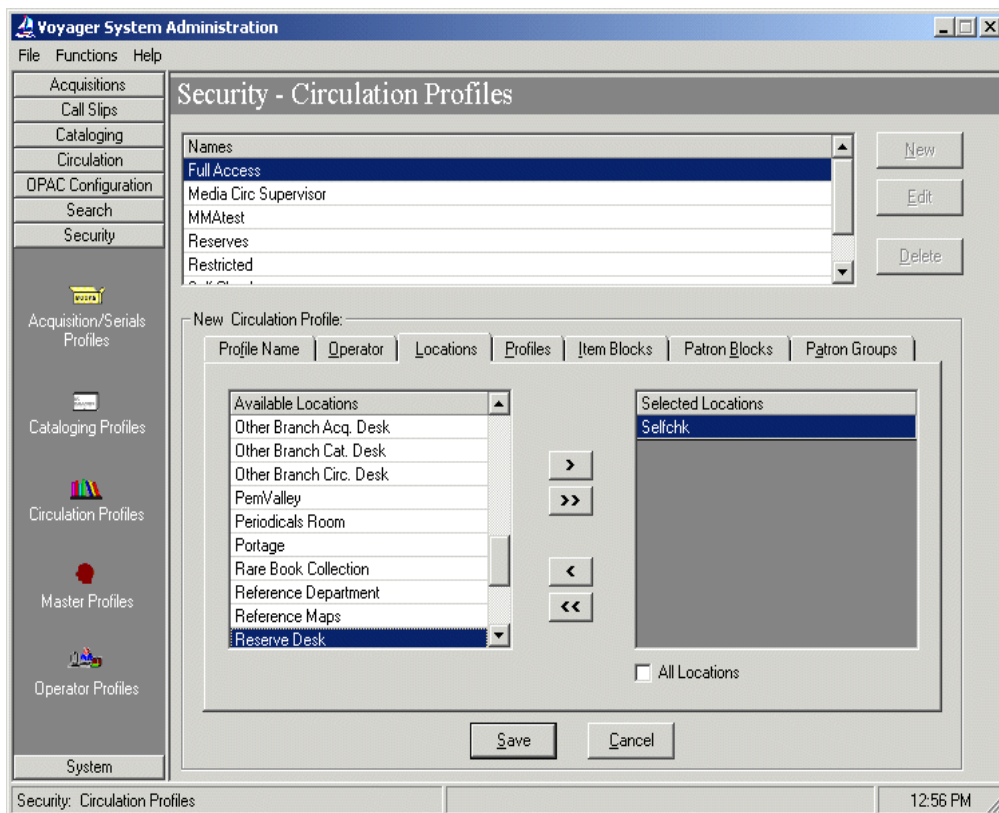 Voyager System Administration
File Functions Help
Acquisitions
Call Slips
Cataloging
Circulation
OPAC Configuration
Search
Security
Acquisition/Serials
Profiles
Cataloging Profiles
Circulation Profiles
Master Profiles
Operator Profiles
System
Security - Circulation Profiles
Names
Full Access
Media Circ Supervisor
MMAtest
Reserves
Restricted
New
Edit
Delete
New Circulation Profile:
Profile Name Operator Locations Profiles Item Blocks Patron Blocks Patron Groups
Available Locations
Other Branch Acq. Desk
Other Branch Cat. Desk
Other Branch Circ. Desk
PemValley
Periodicals Room
Portage
Rare Book Collection
Reference Department
Reference Maps
Reserve Desk
>
>>
<
<<
Selected Locations
Selfchk
All Locations
Save Cancel
Security: Circulation Profiles
12:56 PM